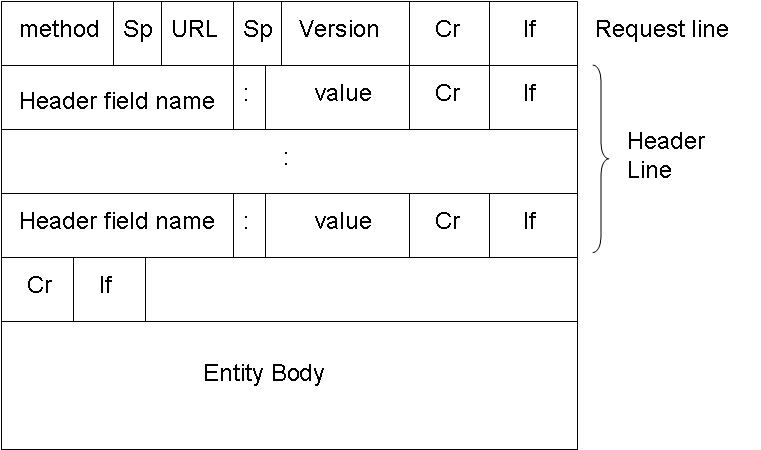 method Sp URL Sp Version Cr lf Request line
Header field name : value Cr lf
:
Header Line
Header field name : value Cr lf
Cr lf
Entity Body